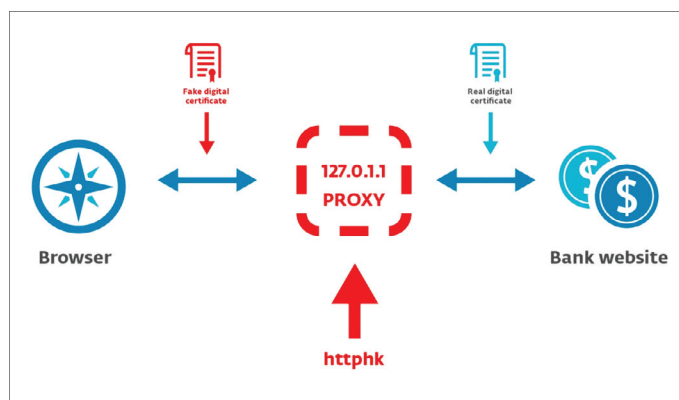 Fake digital
certificate
Real digital
certificate
127.0.1.1
PROXY
$
$
Browser
Bank website
httphk